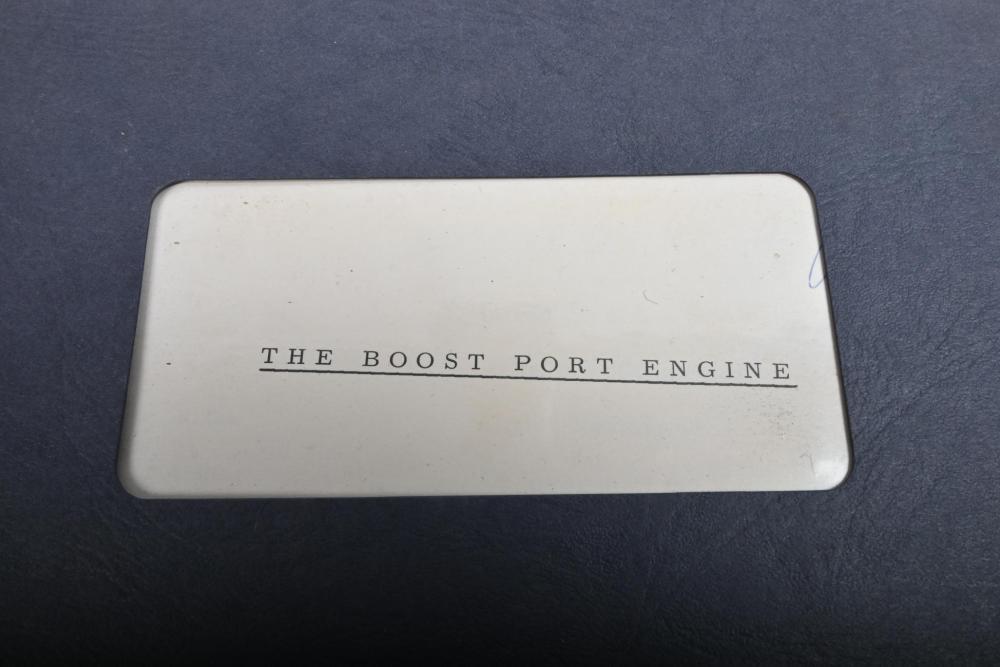 THE BOOST PORT ENGINE